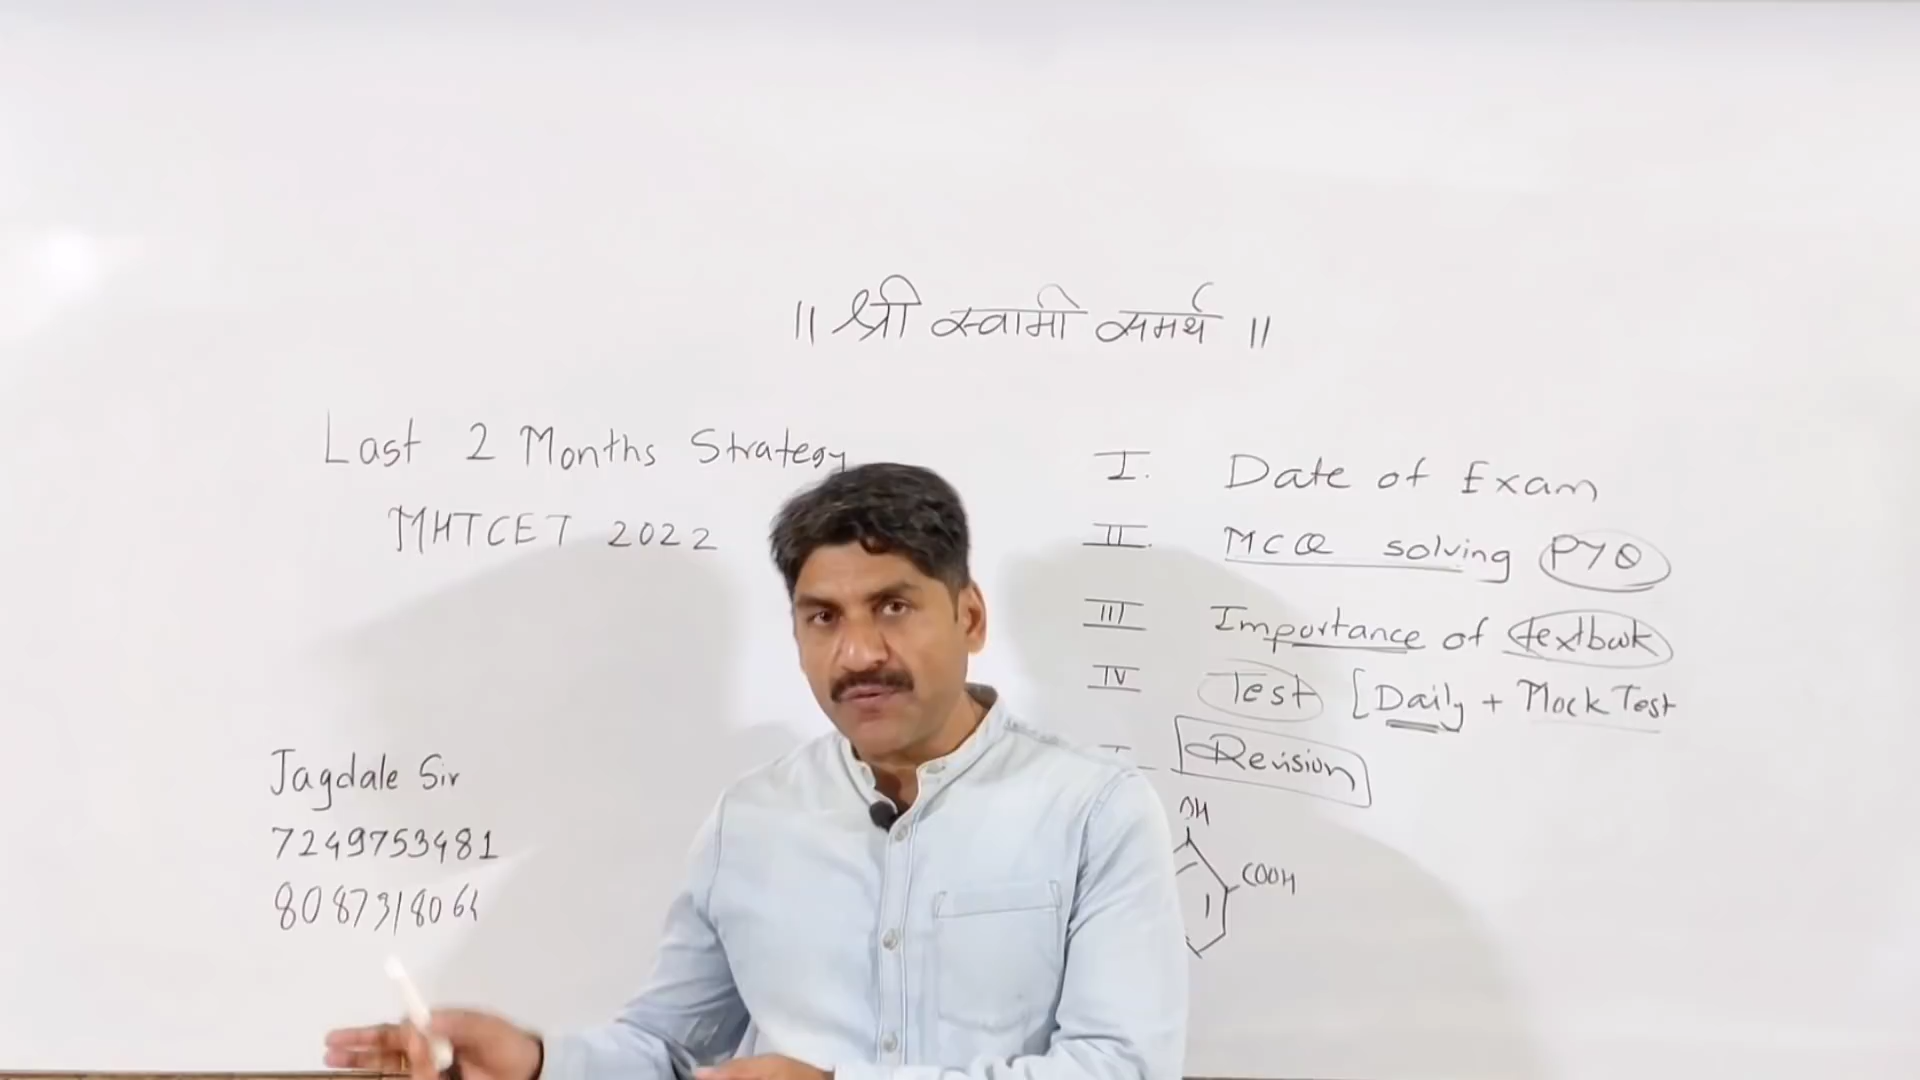 ॥ श्री स्वामी समर्थ ॥
Last 2 Months Strategy
MHTCET 2022
I. Date of Exam
II. MCQ solving PYQ
III Importance of textbook
IV Test [Daily + Mock Test
Revision
OH
COOH
Jagdale Sir
7249753481
8087318064